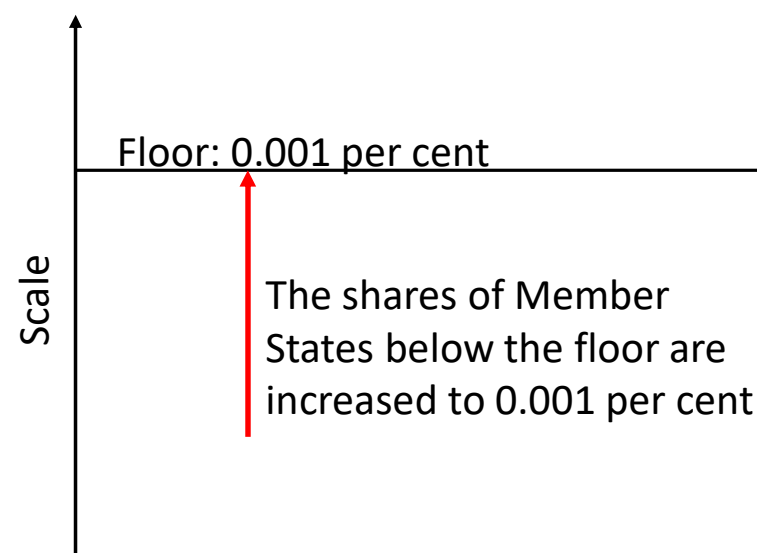 Floor: 0.001 per cent
Scale
The shares of Member
States below the floor are
increased to 0.001 per cent